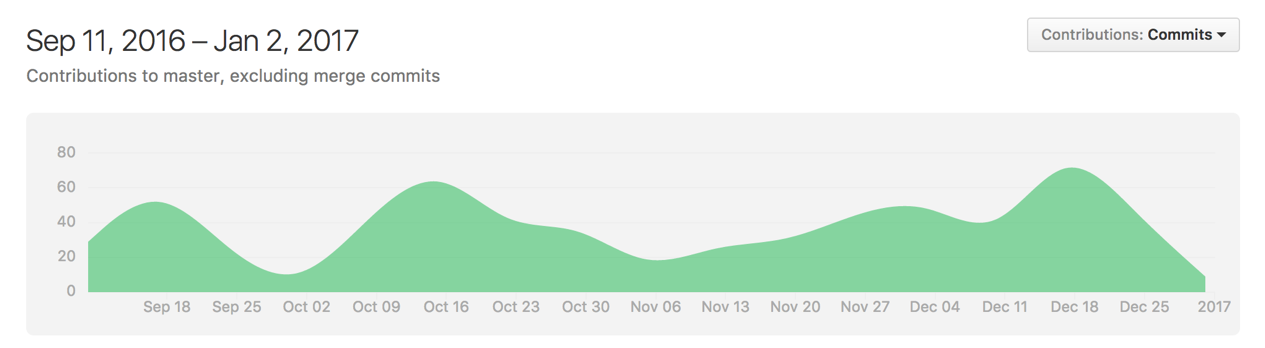 Sep 11, 2016 – Jan 2, 2017
Contributions: Commits
Contributions to master, excluding merge commits
80
60
40
20
0
Sep 18 Sep 25 Oct 02 Oct 09 Oct 16 Oct 23 Oct 30 Nov 06 Nov 13 Nov 20 Nov 27 Dec 04 Dec 11 Dec 18 Dec 25 2017